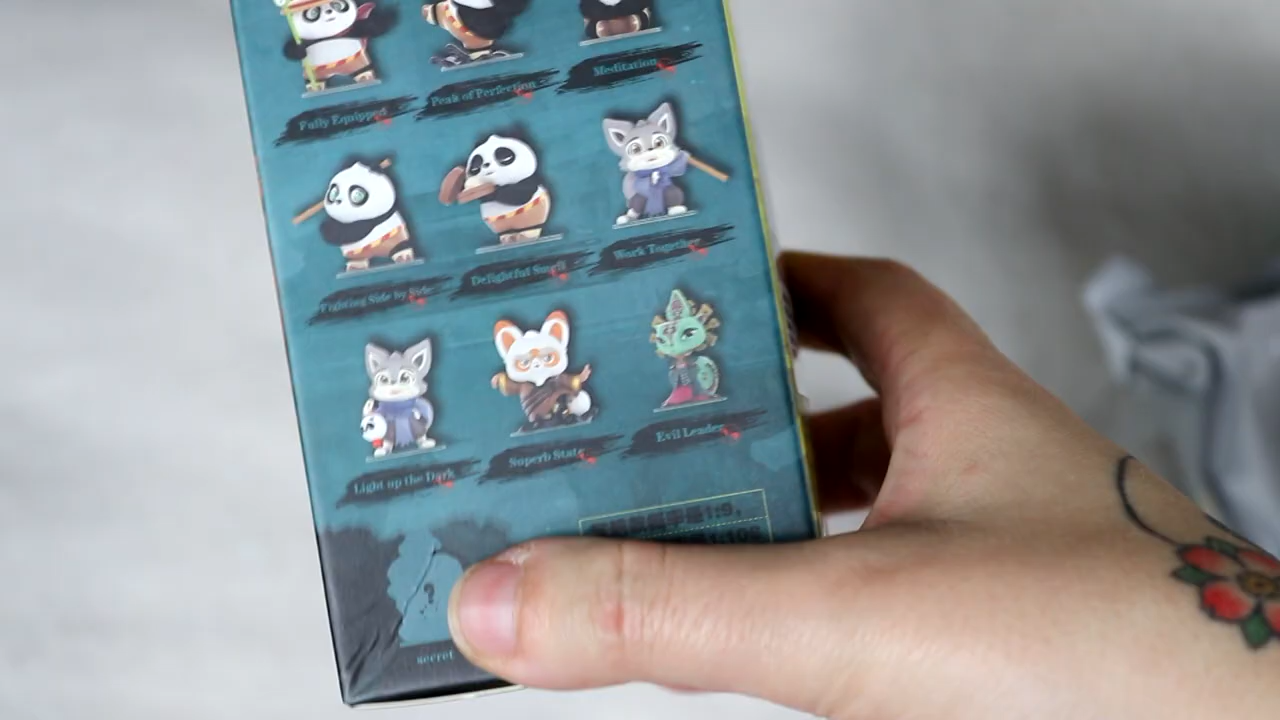 Fully Equipped
Peak of Perfection
Meditation
Fighting Side by Side
Delightful Smell
Work Together
Light up the Dark
Superb State
Evil Leader
?
secret